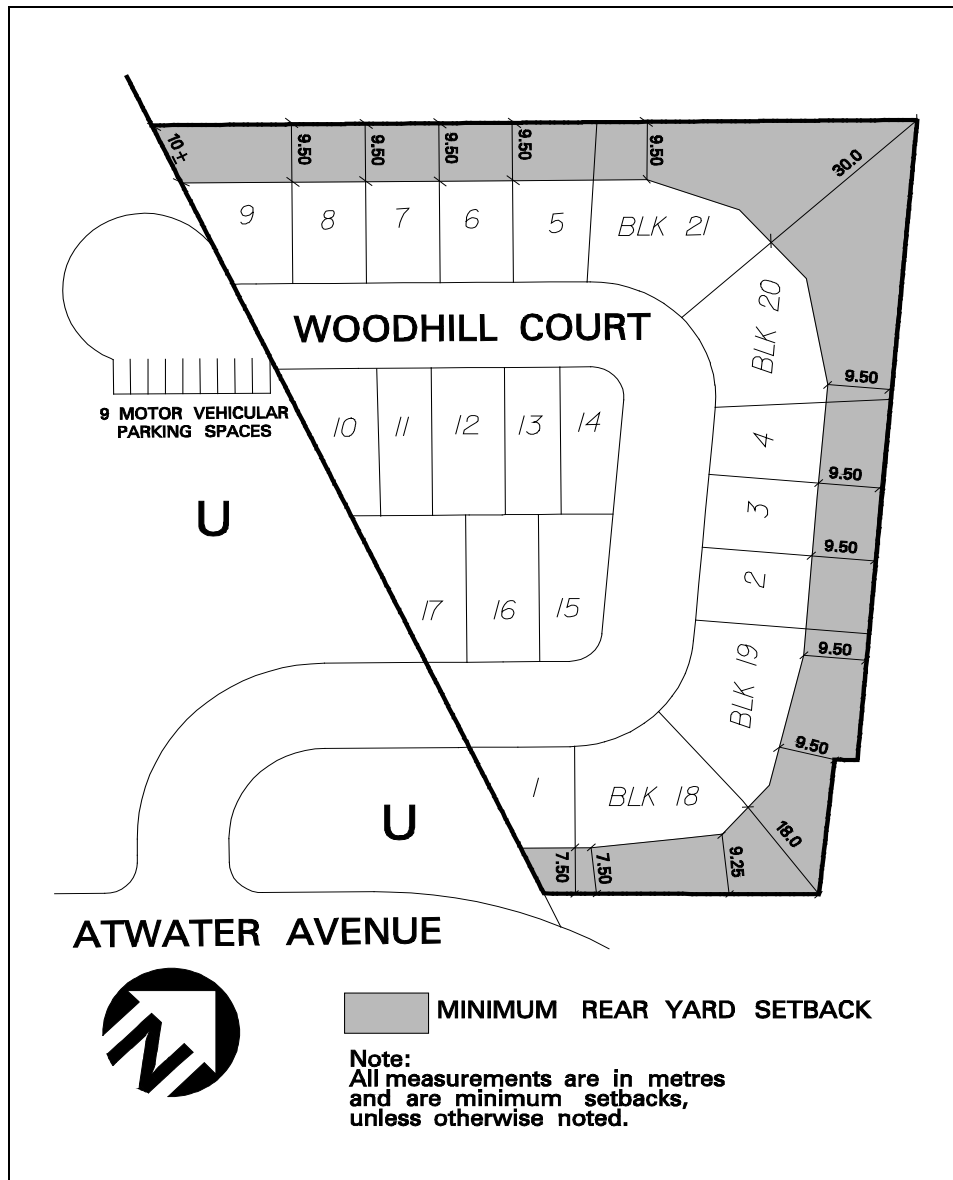 10±
9.50
9.50
9.50
9.50
9.50
30.0
9
8
7
6
5
BLK 21
BLK 20
WOODHILL COURT
9.50
9 MOTOR VEHICULAR
PARKING SPACES
10
11
12
13
14
4
9.50
U
3
9.50
2
17
16
15
9.50
BLK 19
9.50
1
BLK 18
U
18.0
7.50
7.50
9.25
ATWATER AVENUE
N
MINIMUM REAR YARD SETBACK
Note:
All measurements are in metres
and are minimum setbacks,
unless otherwise noted.